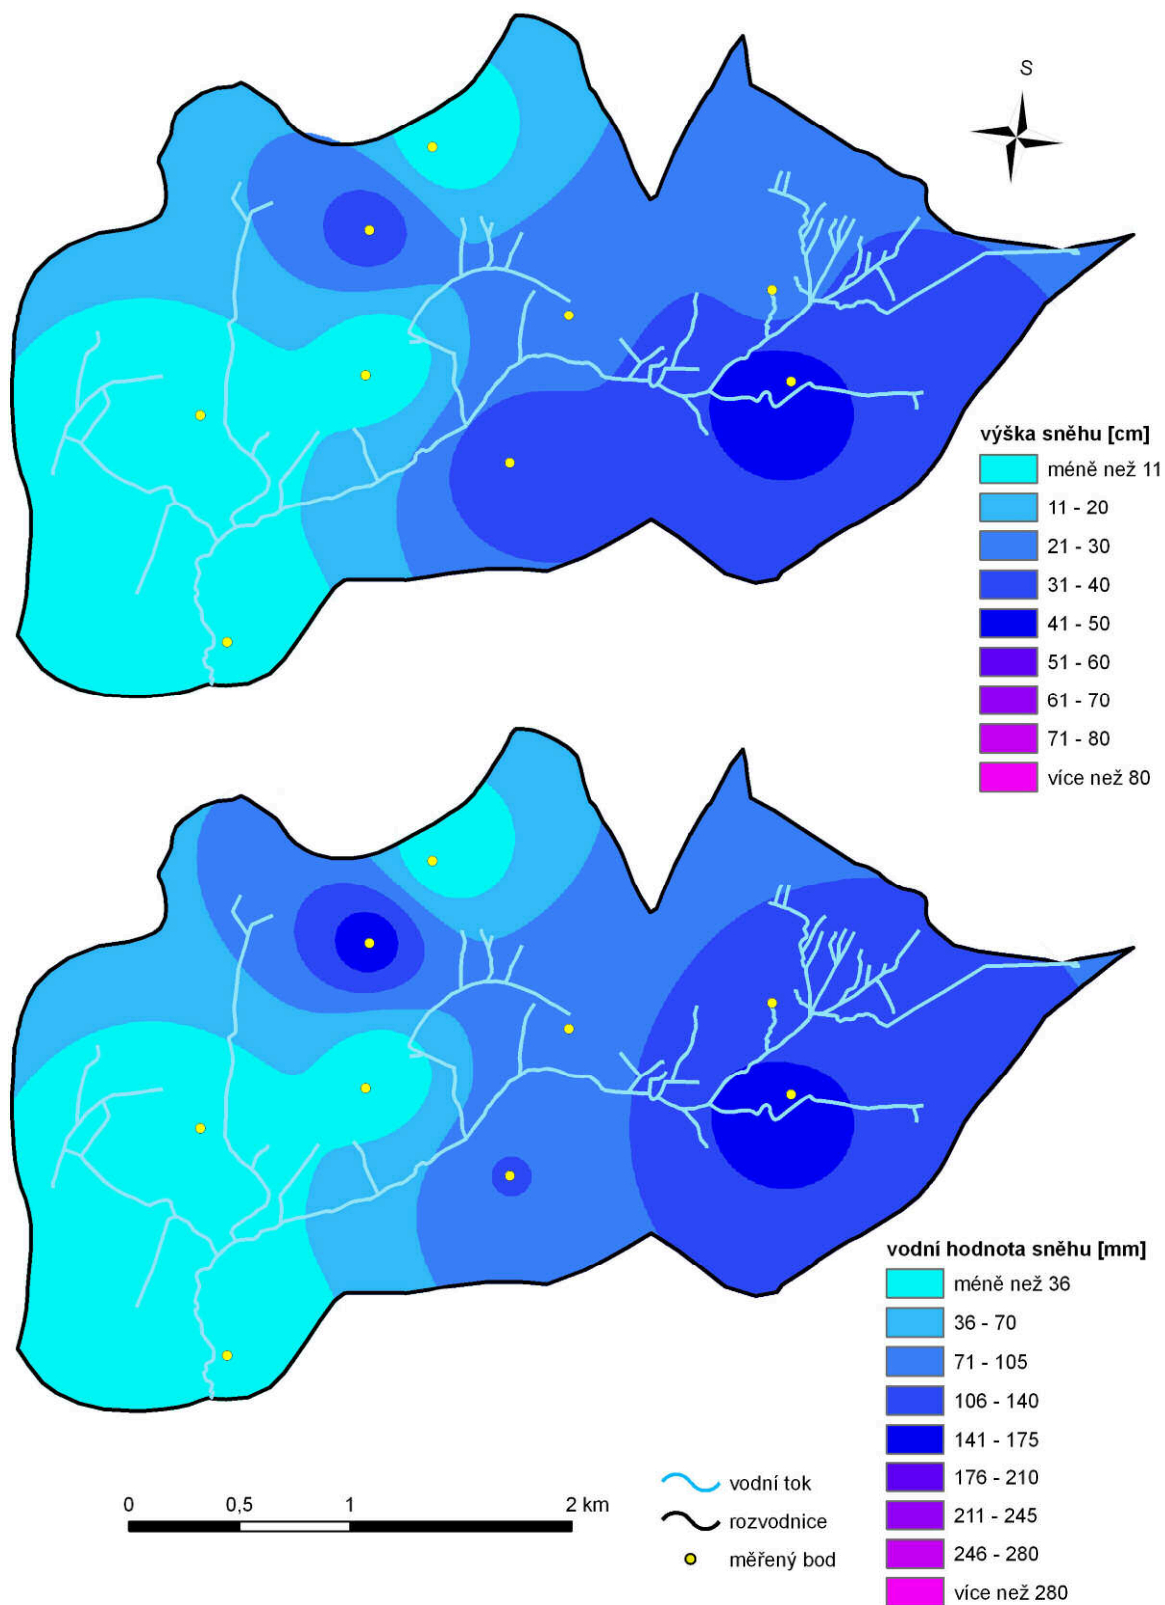 S
výška sněhu [cm]
méně než 11
11 - 20
21 - 30
31 - 40
41 - 50
51 - 60
61 - 70
71 - 80
více než 80
vodní hodnota sněhu [mm]
méně než 36
36 - 70
71 - 105
106 - 140
141 - 175
176 - 210
211 - 245
246 - 280
více než 280
0 0,5 1 2 km
vodní tok
rozvodnice
měřený bod